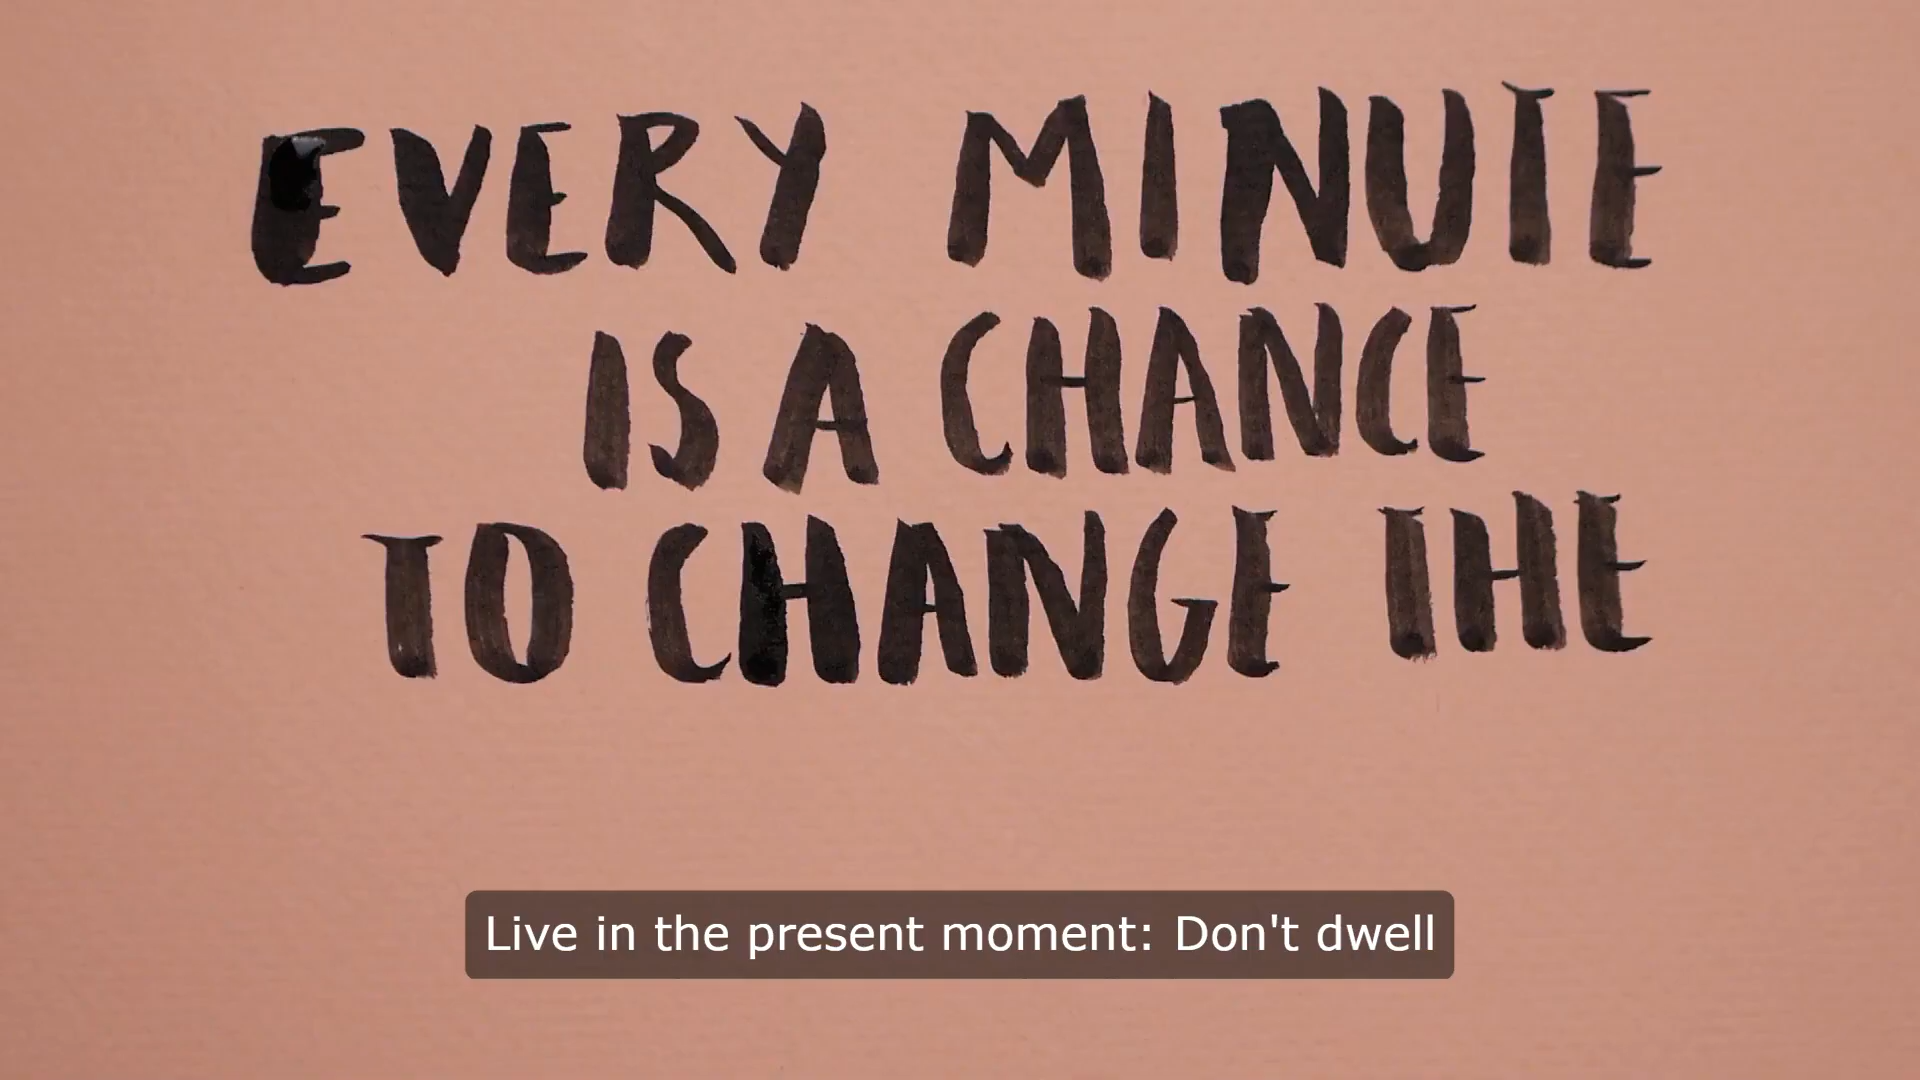 EVERY MINUTE
IS A CHANCE
TO CHANGE THE
Live in the present moment: Don't dwell